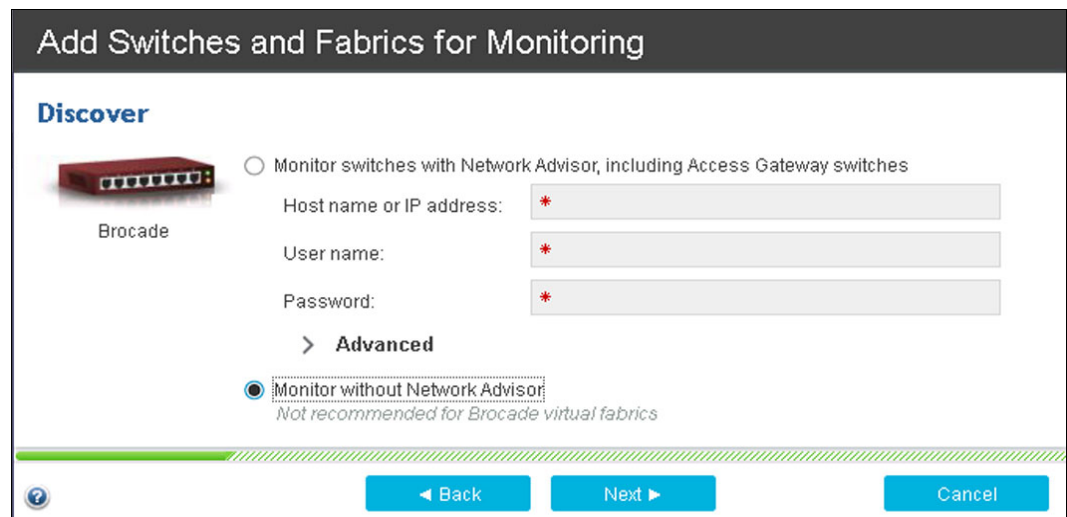 Add Switches and Fabrics for Monitoring
Discover
Monitor switches with Network Advisor, including Access Gateway switches
Host name or IP address: *
Brocade
User name: *
Password: *
Advanced
Monitor without Network Advisor
Not recommended for Brocade virtual fabrics
? ◄ Back Next ► Cancel